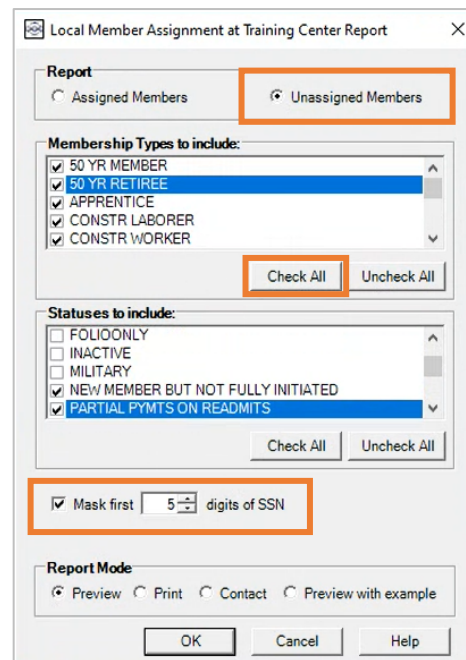 Local Member Assignment at Training Center Report
Report
Assigned Members Unassigned Members
Membership Types to include:
50 YR MEMBER
50 YR RETIREE
APPRENTICE
CONSTR LABORER
CONSTR WORKER
Check All Uncheck All
Statuses to include:
FOLIOONLY
INACTIVE
MILITARY
NEW MEMBER BUT NOT FULLY INITIATED
PARTIAL PYMTS ON READMITS
Check All Uncheck All
Mask first 5 digits of SSN
Report Mode
Preview Print Contact Preview with example
OK Cancel Help